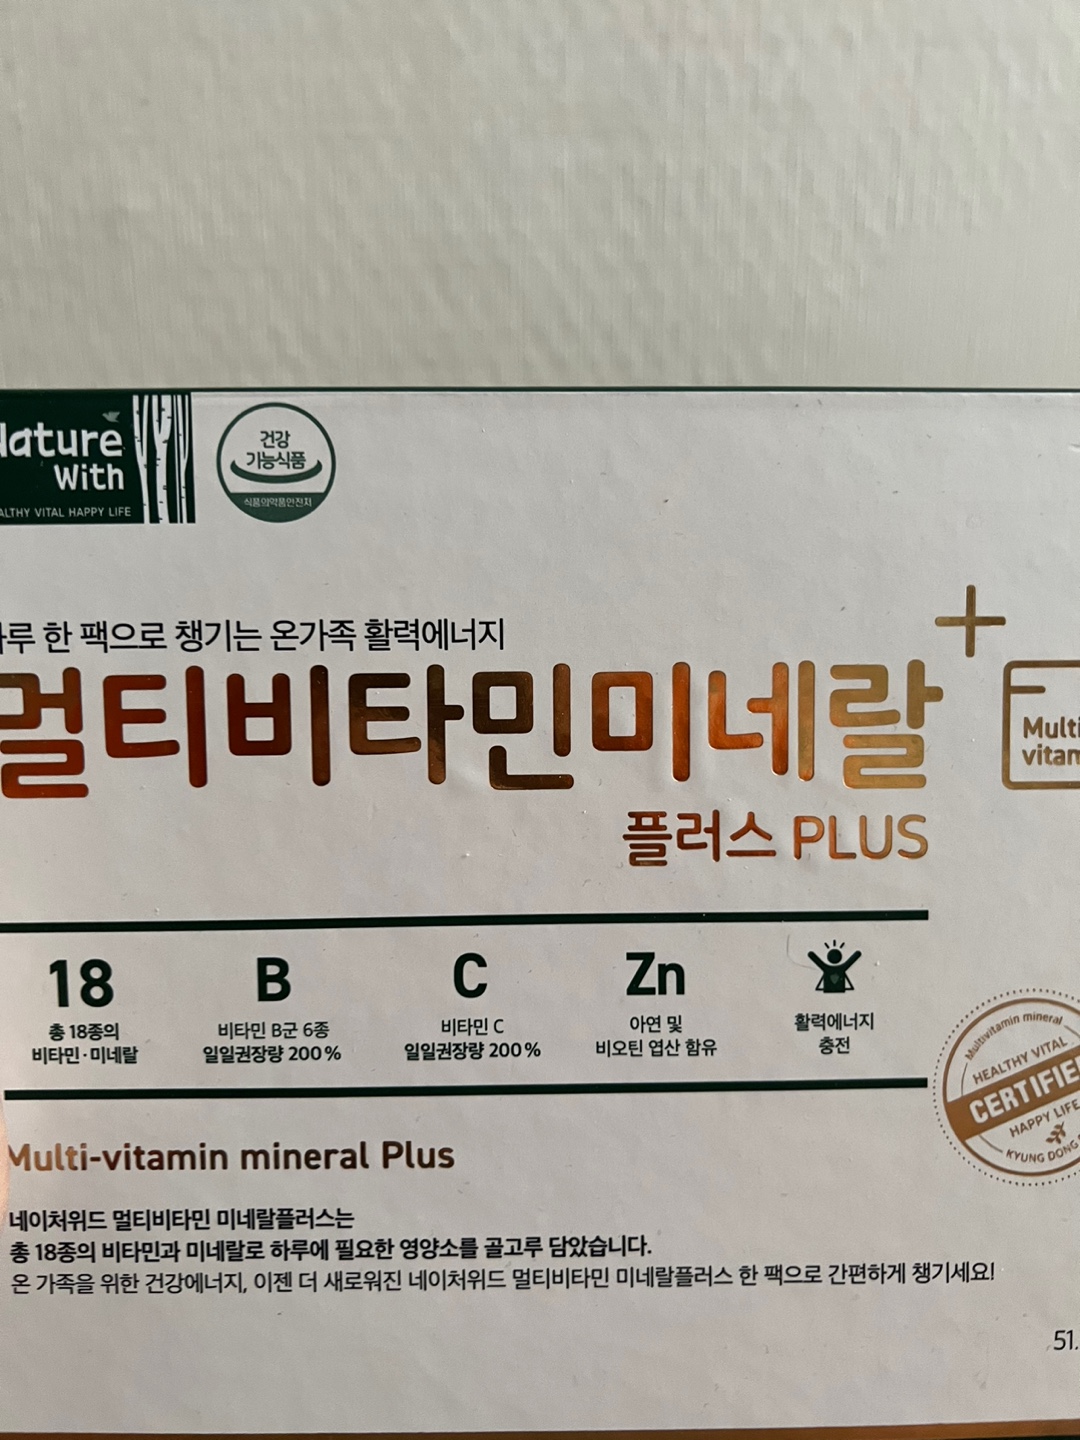 Nature
With
HEALTHY VITAL HAPPY LIFE
건강
기능식품
식품의약품안전처
하루 한 팩으로 챙기는 온가족 활력에너지
멀티비타민미네랄
플러스 PLUS
Multi
vitam
18
총 18종의
비타민·미네랄
B
비타민 B군 6종
일일권장량 200%
C
비타민 C
일일권장량 200%
Zn
아연 및
비오틴 엽산 함유
활력에너지
충전
Multivitamin mineral
HEALTHY VITAL
CERTIFIED
HAPPY LIFE
KYUNG DONG
Multi-vitamin mineral Plus
네이처위드 멀티비타민 미네랄플러스는
총 18종의 비타민과 미네랄로 하루에 필요한 영양소를 골고루 담았습니다.
온 가족을 위한 건강에너지, 이젠 더 새로워진 네이처위드 멀티비타민 미네랄플러스 한 팩으로 간편하게 챙기세요!
51.